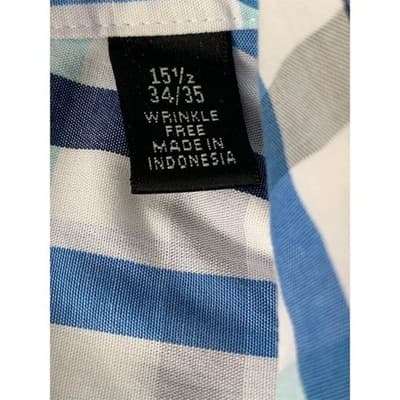 15½
34/35
WRINKLE
FREE
MADE IN
INDONESIA